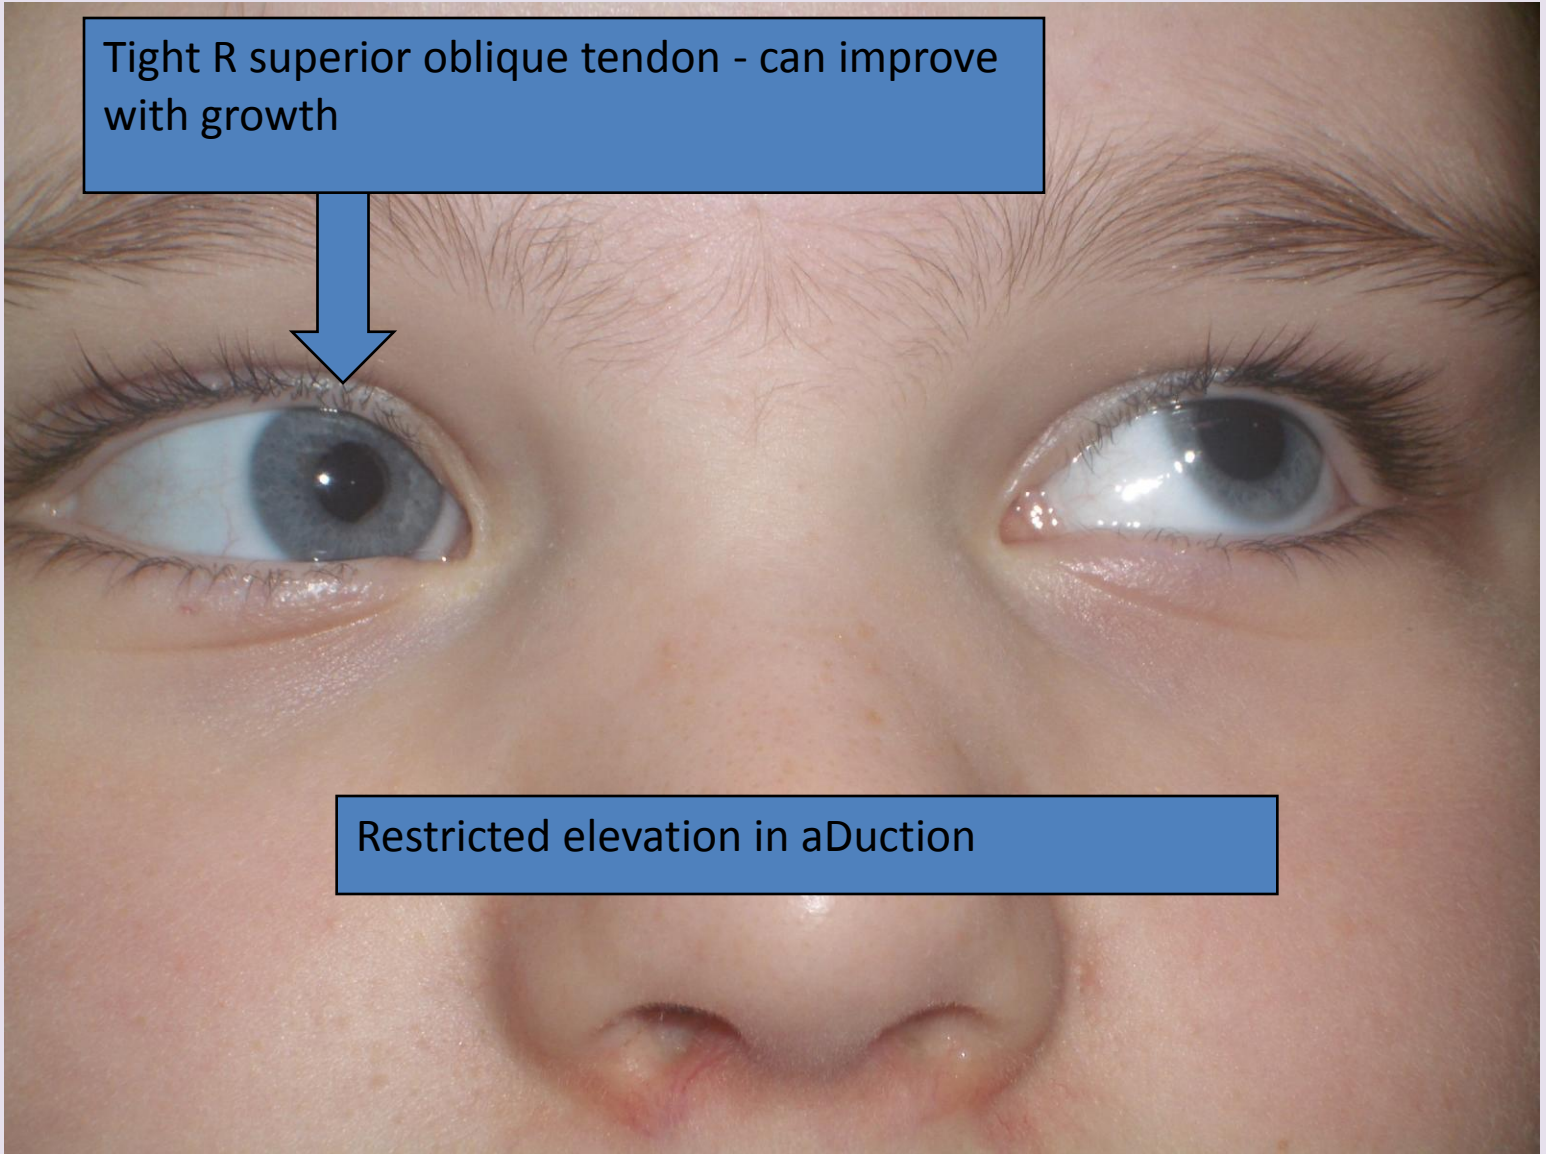 Tight R superior oblique tendon - can improve
with growth
Restricted elevation in aDuction